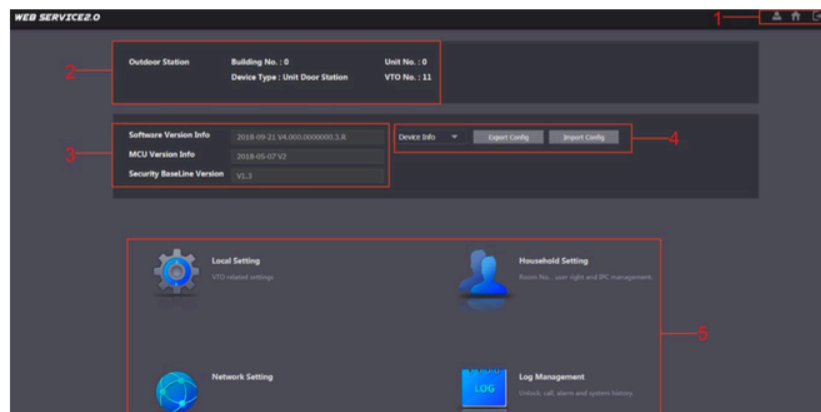 WEB SERVICE2.0
1
2
Outdoor Station Building No. : 0 Unit No. : 0
Device Type : Unit Door Station VTO No. : 11
3
Software Version Info 2018-09-21 V4.000.0000000.3.R
MCU Version Info 2018-05-07 V2
Security BaseLine Version V1.3
Device Info Export Config Import Config
4
5
Local Setting
VTO related settings
Household Setting
Room No. , user right and IPC management.
Network Setting
LOG
Log Management
Unlock, call, alarm and system history.